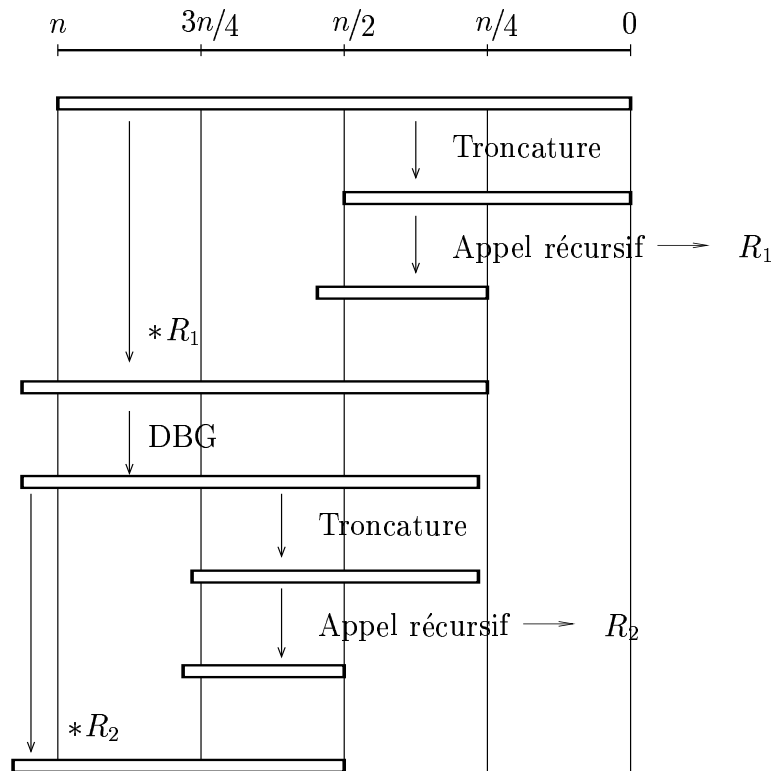 n 3n/4 n/2 n/4 0
Troncature
Appel récursif R₁
*R₁
DBG
Troncature
Appel récursif R₂
*R₂